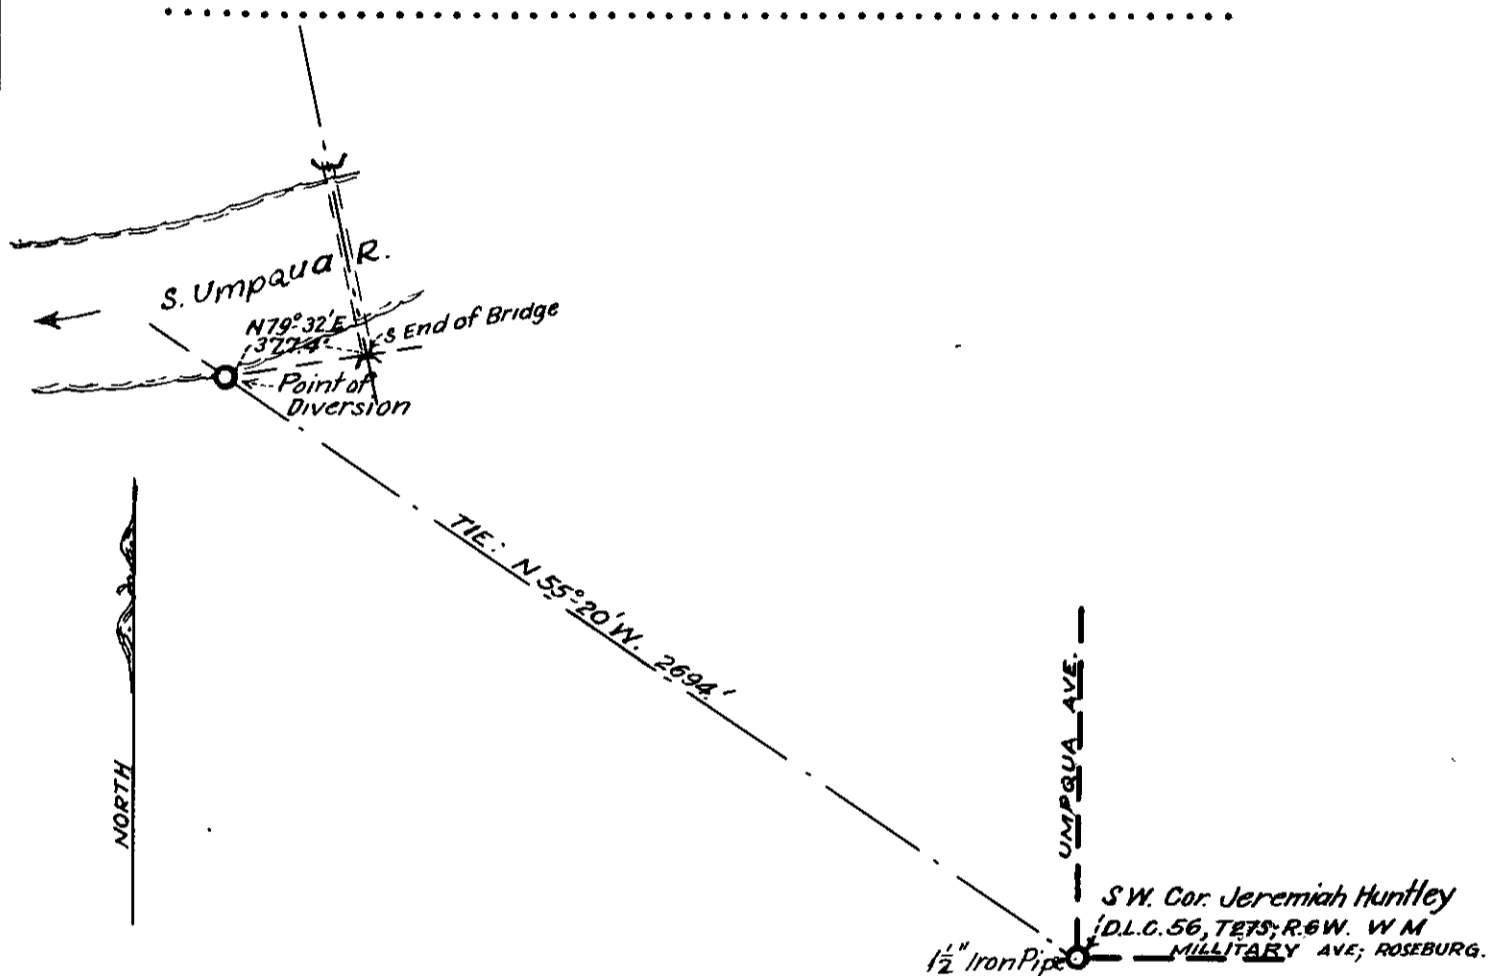 S. Umpqua R.
N79°-32'E
377.4'
S End of Bridge
Point of
Diversion
TIE: N 55°-20'W. 2694.'
NORTH
UMPQUA AVE.
SW. Cor. Jeremiah Huntley
D.L.C. 56, T27S; R.6W. W M
MILLITARY AVE; ROSEBURG.
1½" Iron Pipe